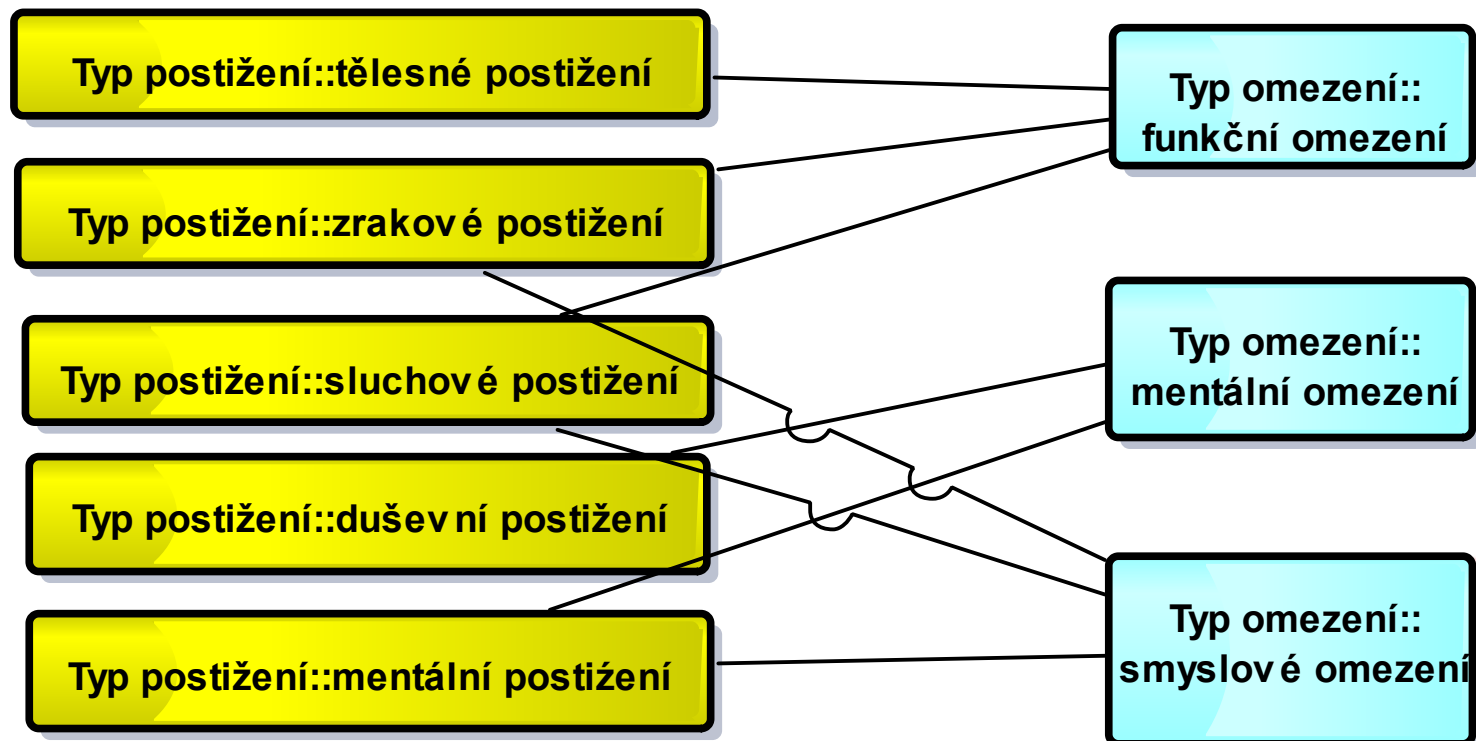 Typ postižení::tělesné postižení
Typ postižení::zrakové postižení
Typ postižení::sluchové postižení
Typ postižení::duševní postižení
Typ postižení::mentální postiźení
Typ omezení::
funkční omezení
Typ omezení::
mentální omezení
Typ omezení::
smyslové omezení